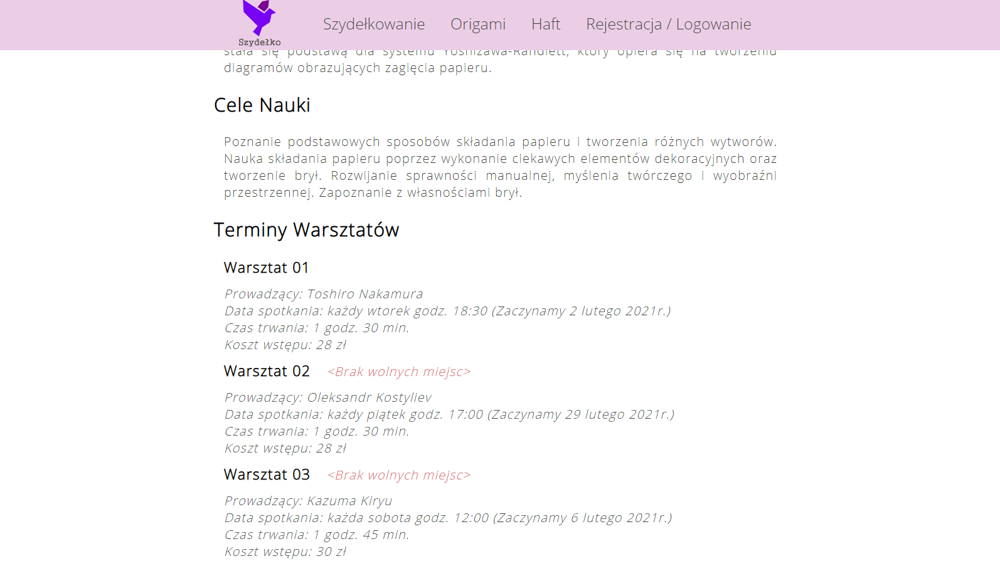 Szydełko
Szydełkowanie Origami Haft Rejestracja / Logowanie
stała się podstawą dla systemu Yoshizawa-Randlett, który opiera się na tworzeniu
diagramów obrazujących zagięcia papieru.
Cele Nauki
Poznanie podstawowych sposobów składania papieru i tworzenia różnych wytworów.
Nauka składania papieru poprzez wykonanie ciekawych elementów dekoracyjnych oraz
tworzenie brył. Rozwijanie sprawności manualnej, myślenia twórczego i wyobraźni
przestrzennej. Zapoznanie z własnościami brył.
Terminy Warsztatów
Warsztat 01
Prowadzący: Toshiro Nakamura
Data spotkania: każdy wtorek godz. 18:30 (Zaczynamy 2 lutego 2021r.)
Czas trwania: 1 godz. 30 min.
Koszt wstępu: 28 zł
Warsztat 02 <Brak wolnych miejsc>
Prowadzący: Oleksandr Kostyliev
Data spotkania: każdy piątek godz. 17:00 (Zaczynamy 29 lutego 2021r.)
Czas trwania: 1 godz. 30 min.
Koszt wstępu: 28 zł
Warsztat 03 <Brak wolnych miejsc>
Prowadzący: Kazuma Kiryu
Data spotkania: każda sobota godz. 12:00 (Zaczynamy 6 lutego 2021r.)
Czas trwania: 1 godz. 45 min.
Koszt wstępu: 30 zł